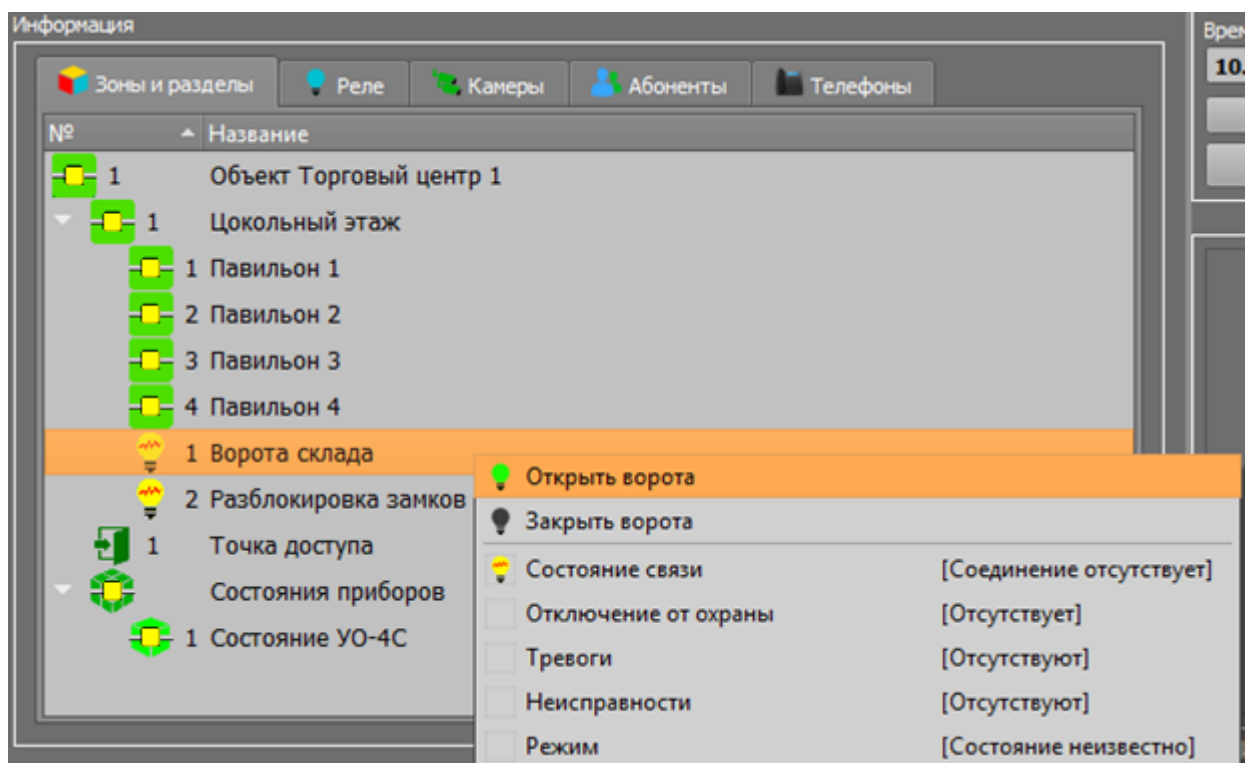 Информация
Зоны и разделы Реле Камеры Абоненты Телефоны
№ Название
1 Объект Торговый центр 1
1 Цокольный этаж
1 Павильон 1
2 Павильон 2
3 Павильон 3
4 Павильон 4
1 Ворота склада
2 Разблокировка замков
1 Точка доступа
Состояния приборов
1 Состояние УО-4С
Открыть ворота
Закрыть ворота
Состояние связи [Соединение отсутствует]
Отключение от охраны [Отсутствует]
Тревоги [Отсутствуют]
Неисправности [Отсутствуют]
Режим [Состояние неизвестно]
Врем
10.